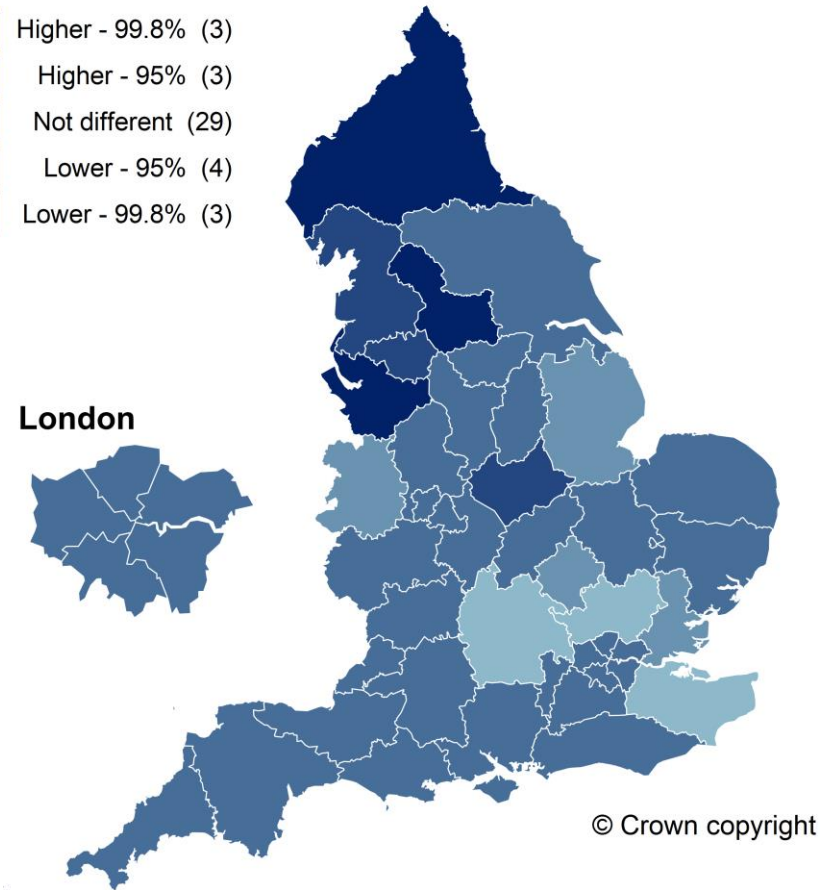 Higher - 99.8% (3)
Higher - 95% (3)
Not different (29)
Lower - 95% (4)
Lower - 99.8% (3)
London
© Crown copyright